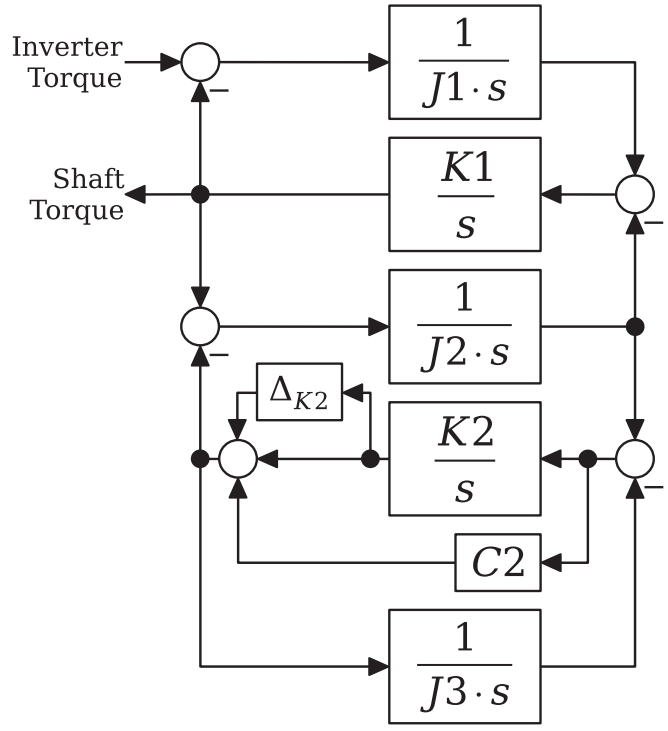 Inverter
Torque
1
J1·s
−
Shaft
Torque
K1
s
−
1
J2·s
−
Δ_K2
K2
s
−
C2
1
J3·s